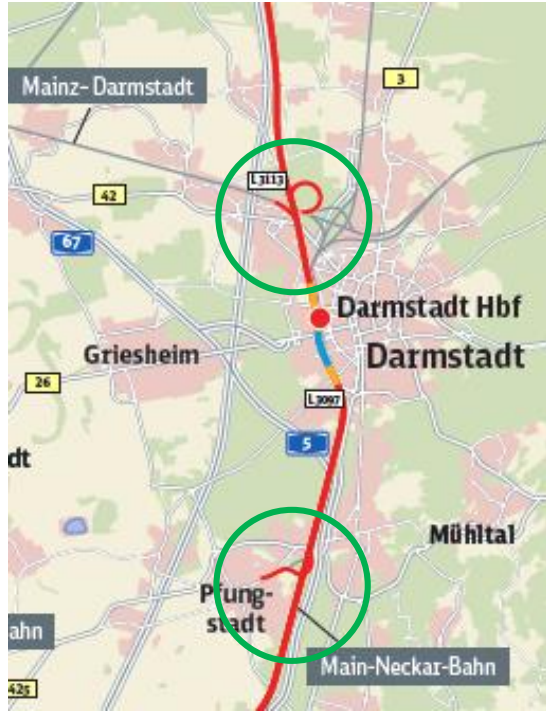 3
Mainz-Darmstadt
L3113
42
67
Darmstadt Hbf
Griesheim
Darmstadt
26
L3097
5
dt
Mühltal
Pfung-
stadt
ahn
Main-Neckar-Bahn
425